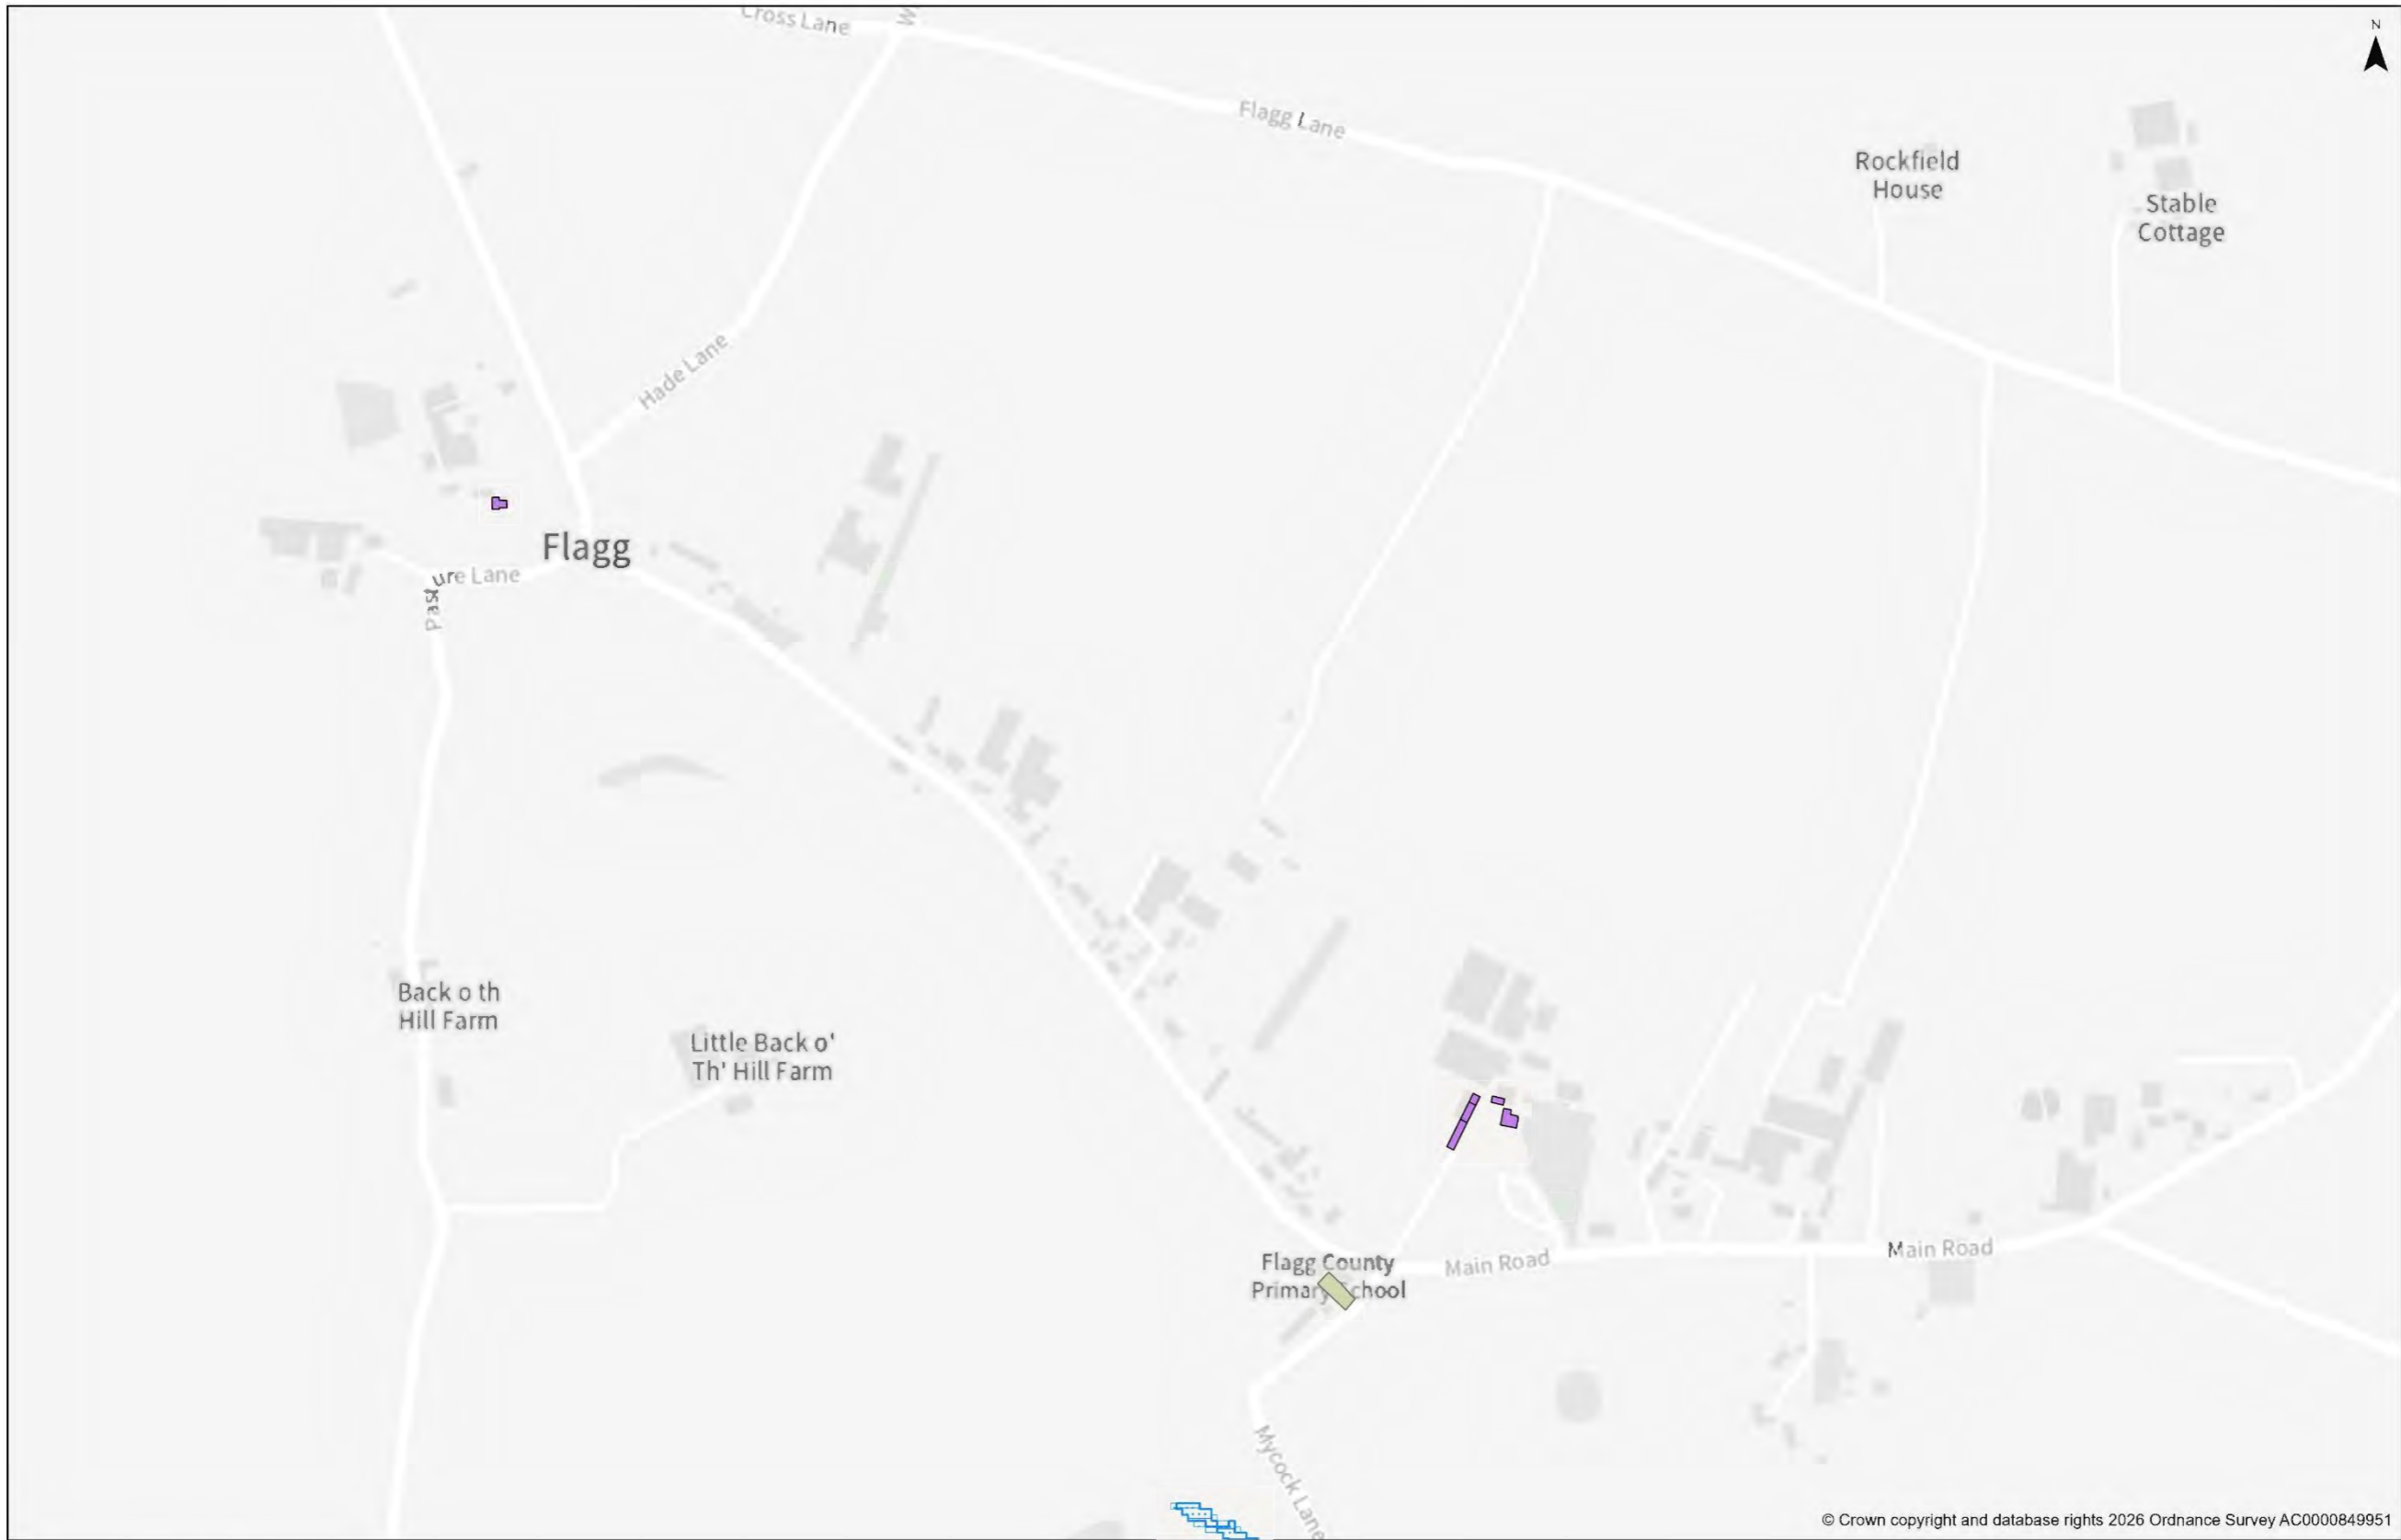 Cross Lane
W
N
Flagg Lane
Rockfield
House
Stable
Cottage
Hade Lane
Flagg
Pasture Lane
Back o th
Hill Farm
Little Back o'
Th' Hill Farm
Flagg County
Primary School
Main Road
Main Road
Mycock Lane
© Crown copyright and database rights 2026 Ordnance Survey AC0000849951